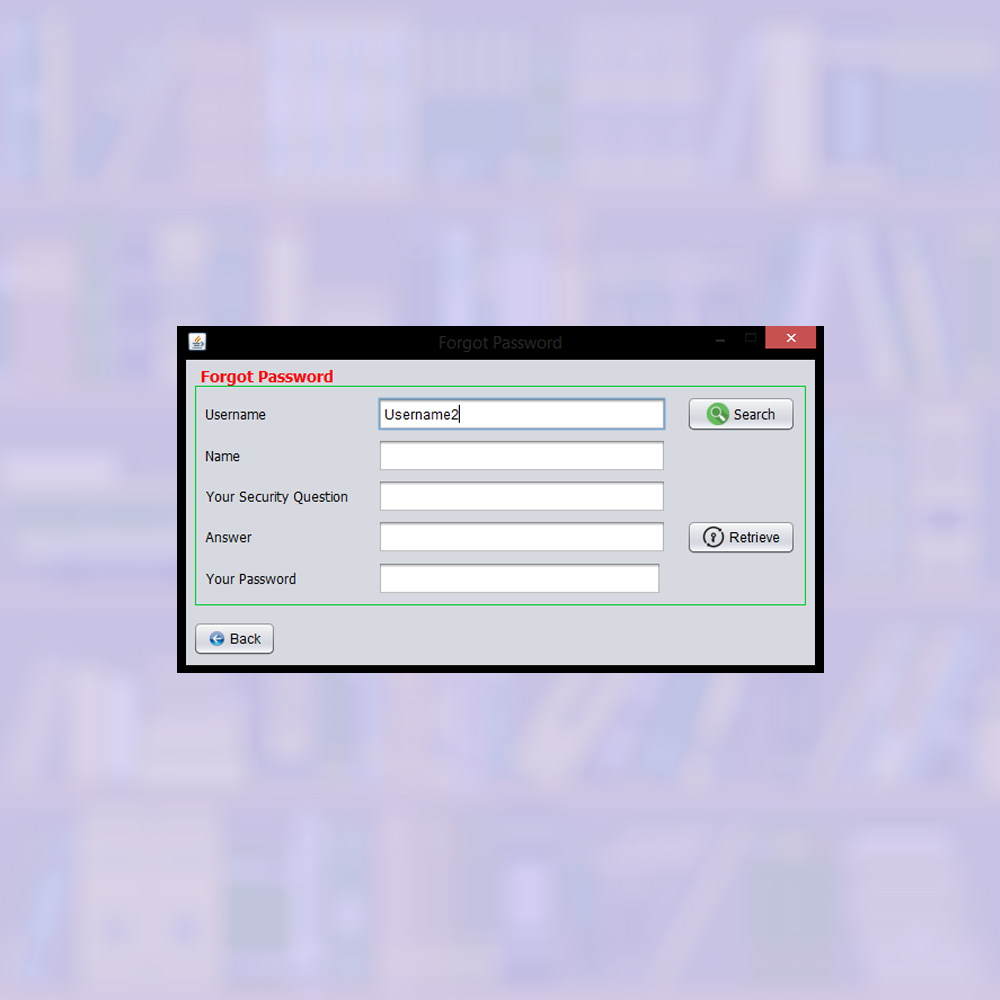 Forgot Password
Forgot Password
Username Username2 Search
Name
Your Security Question
Answer Retrieve
Your Password
Back